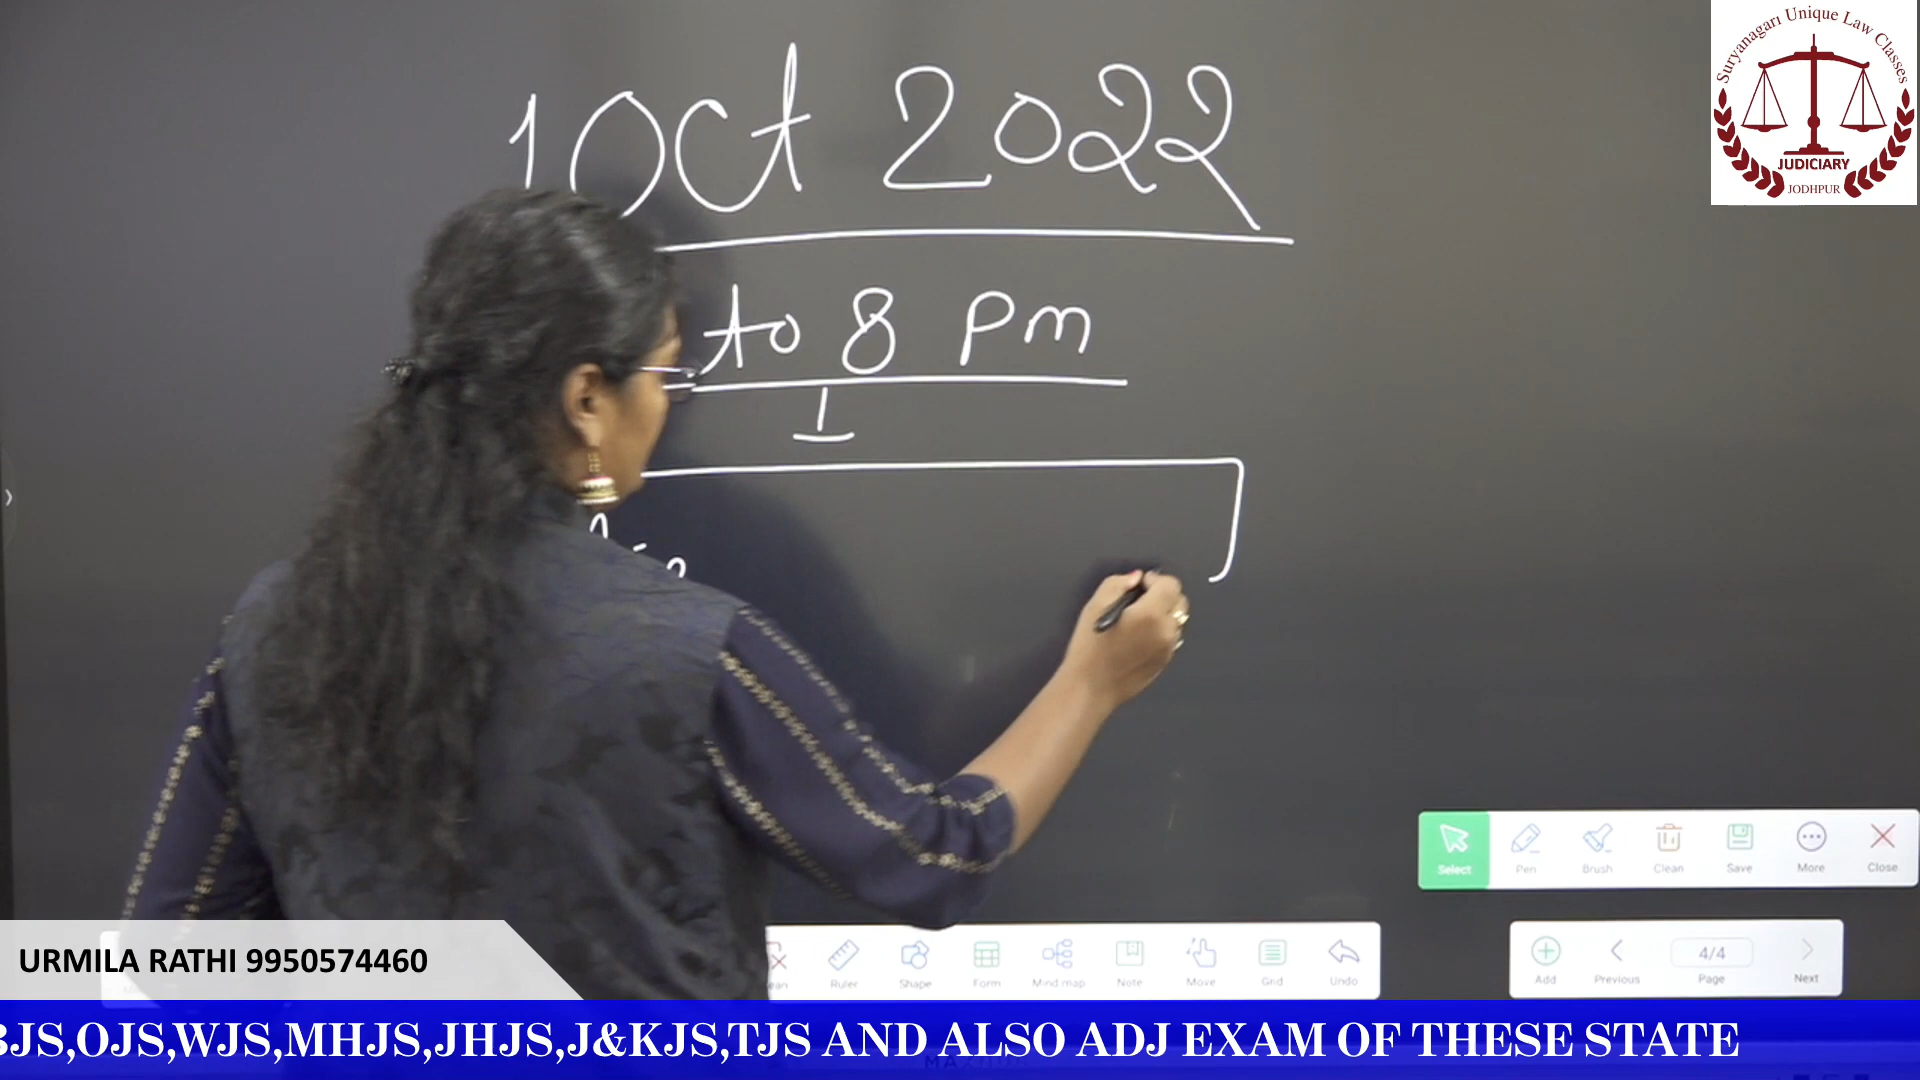 1 Oct 2022
to 8 Pm
Suryanagari Unique Law Classes
JUDICIARY
JODHPUR
Select
Pen
Brush
Clean
Save
More
Close
Ruler
Shape
Form
Mind map
Note
Move
Grid
Undo
Add
Previous
4/4
Page
Next
URMILA RATHI 9950574460
BJS,OJS,WJS,MHJS,JHJS,J&KJS,TJS AND ALSO ADJ EXAM OF THESE STATE